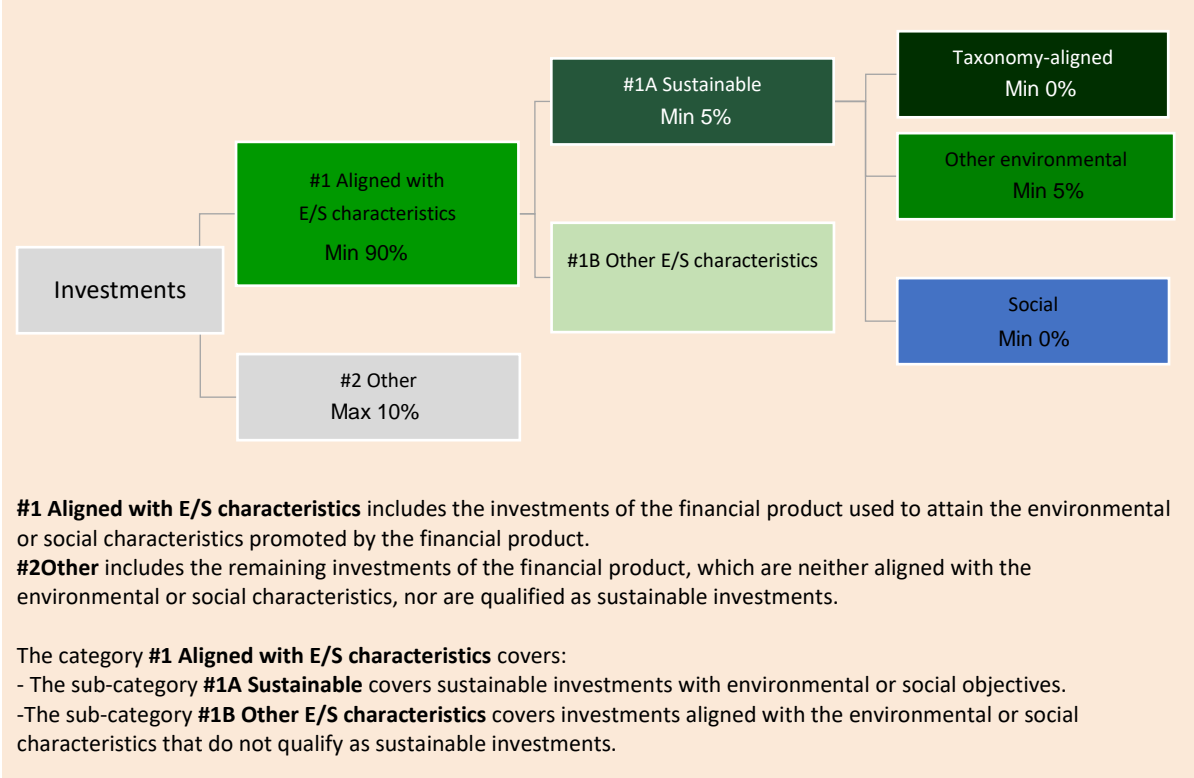 Taxonomy-aligned
Min 0%
#1A Sustainable
Min 5%
Other environmental
Min 5%
#1 Aligned with
E/S characteristics
Min 90%
#1B Other E/S characteristics
Investments
Social
Min 0%
#2 Other
Max 10%
#1 Aligned with E/S characteristics includes the investments of the financial product used to attain the environmental
or social characteristics promoted by the financial product.
#2Other includes the remaining investments of the financial product, which are neither aligned with the
environmental or social characteristics, nor are qualified as sustainable investments.
The category #1 Aligned with E/S characteristics covers:
- The sub-category #1A Sustainable covers sustainable investments with environmental or social objectives.
-The sub-category #1B Other E/S characteristics covers investments aligned with the environmental or social
characteristics that do not qualify as sustainable investments.